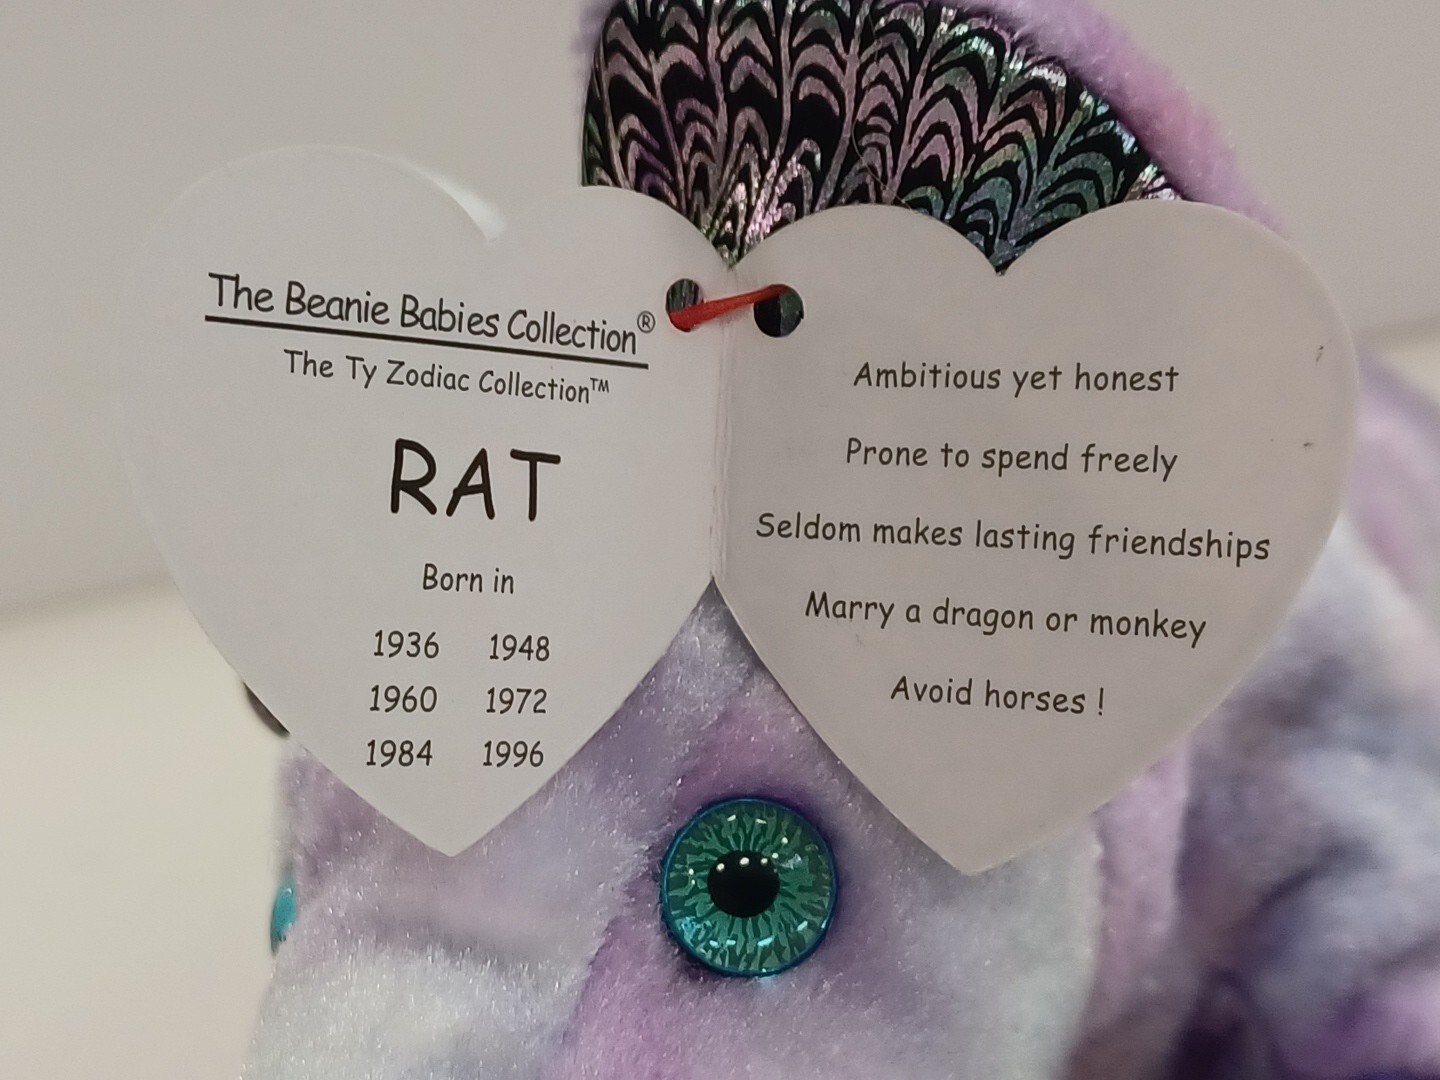 The Beanie Babies Collection®
The Ty Zodiac Collection™
RAT
Born in
1936 1948
1960 1972
1984 1996
Ambitious yet honest
Prone to spend freely
Seldom makes lasting friendships
Marry a dragon or monkey
Avoid horses !